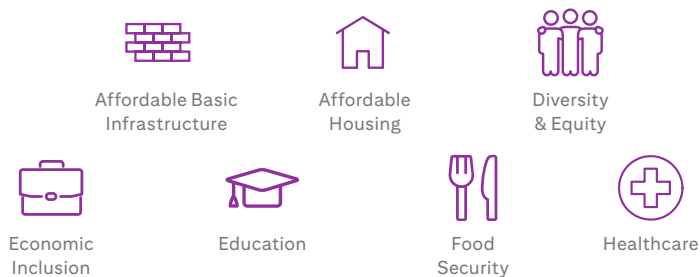 Affordable Basic
Infrastructure
Affordable
Housing
Diversity
& Equity
Economic
Inclusion
Education
Food
Security
Healthcare